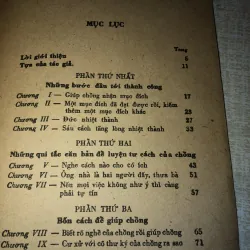 MỤC LỤC
Trang
Lời giới thiệu 5
Tựa của tác giả. 11
PHẦN THỨ NHẤT
Những bước đầu tới thành công
Chương I — Giúp chồng nhận mục đích 17
Chương II — Một mục đích đã đạt được rồi, kiếm
thêm một mục đích khác 25
Chương III — Đức nhiệt thành 27
Chương IV — Sáu cách tăng lòng nhiệt thành 31
PHẦN THỨ HAI
Những qui tắc căn bản để luyện tư cách của chồng
Chương V — Nghe cách nào cho có ích 43
Chương VI — Ông nhà là hai người đấy, thưa bà 51
Chương VII — Nếu mọi việc không như ý thì ráng
phải tự tín 57
PHẦN THỨ BA
Bốn cách để giúp chồng
Chương VIII — Biết rõ nghề của chồng rồi giúp chồng 65
Chương IX — Cư xử với cô thư ký của chồng ra sao 71